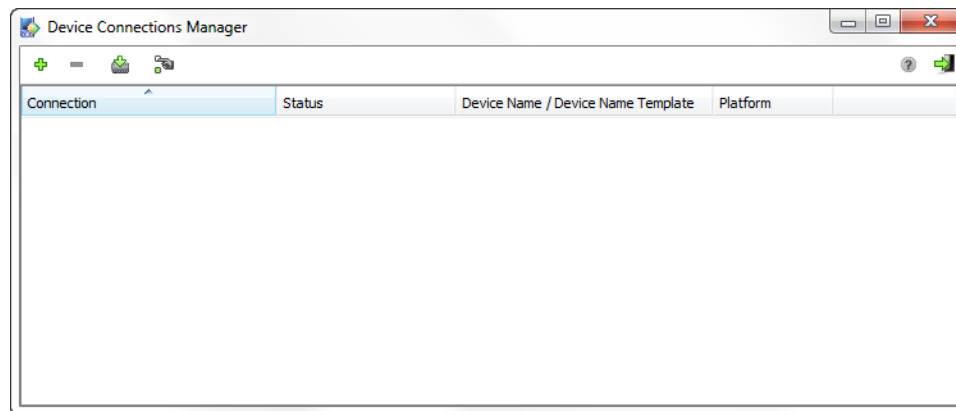 Device Connections Manager
Connection Status Device Name / Device Name Template Platform